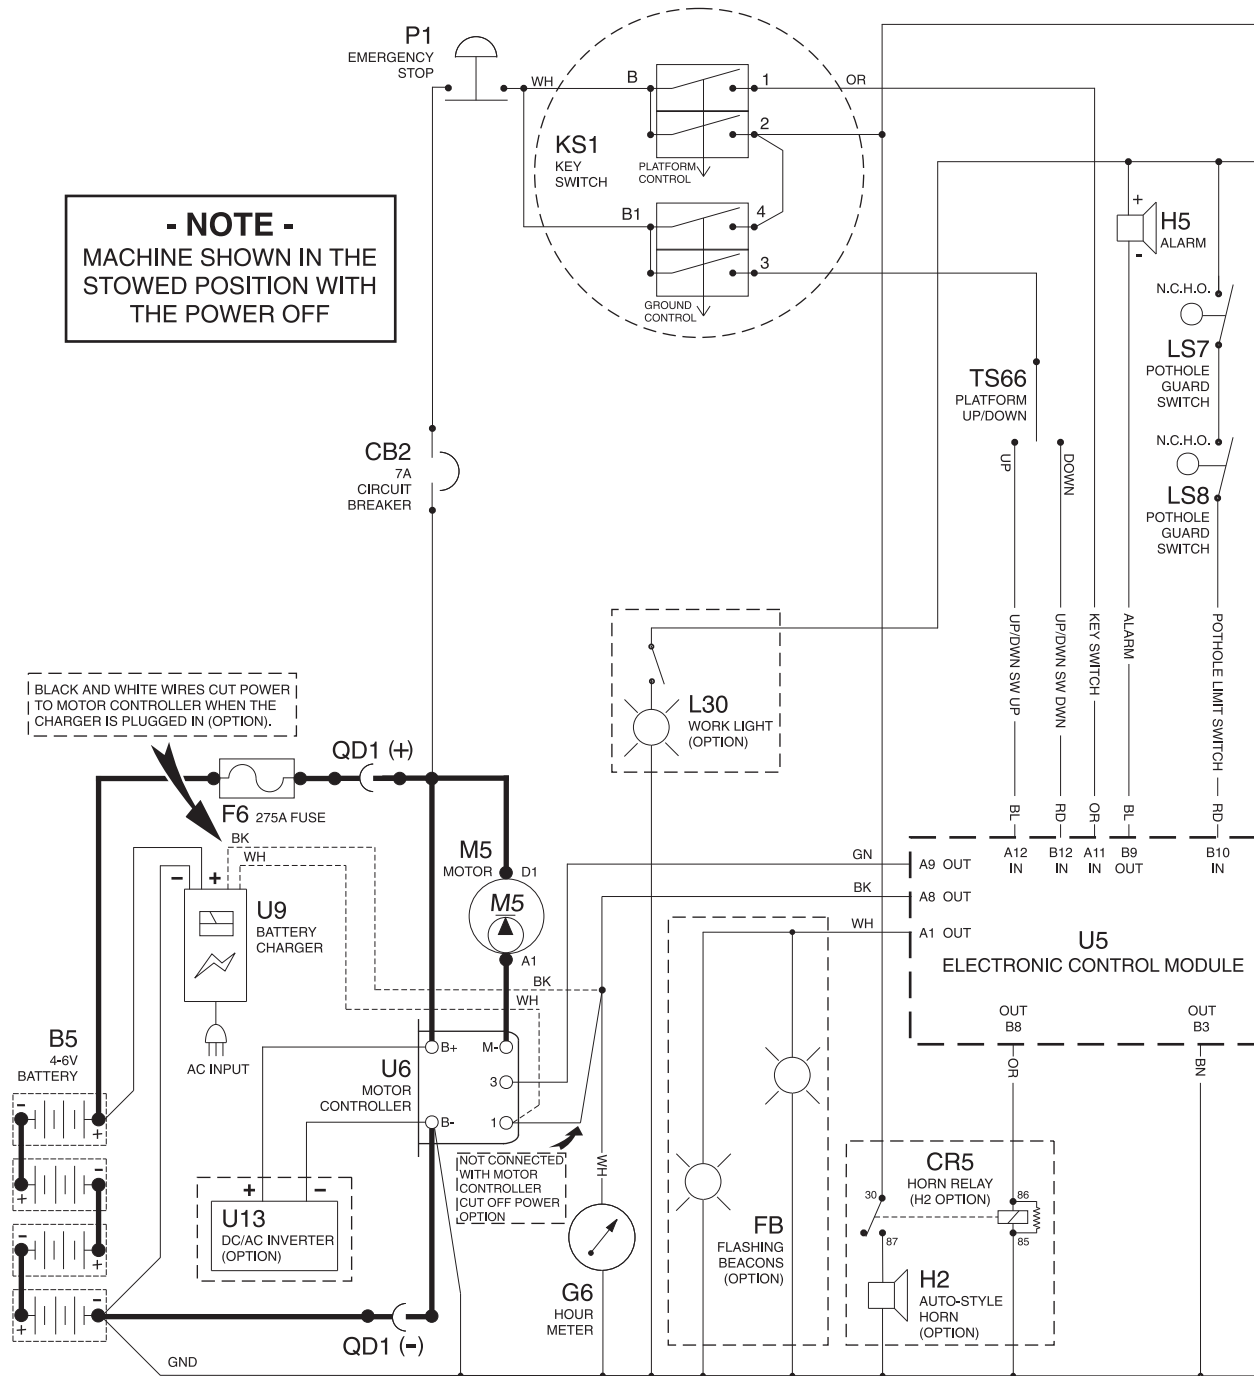 P1
EMERGENCY
STOP
WH
B
1
OR
2
KS1
KEY
SWITCH
PLATFORM
CONTROL
B1
4
3
GROUND
CONTROL
- NOTE -
MACHINE SHOWN IN THE
STOWED POSITION WITH
THE POWER OFF
+
H5
ALARM
-
N.C.H.O.
LS7
POTHOLE
GUARD
SWITCH
TS66
PLATFORM
UP/DOWN
UP
DOWN
N.C.H.O.
LS8
POTHOLE
GUARD
SWITCH
CB2
7A
CIRCUIT
BREAKER
UP/DWN SW UP
UP/DWN SW DWN
KEY SWITCH
ALARM
POTHOLE LIMIT SWITCH
BLACK AND WHITE WIRES CUT POWER
TO MOTOR CONTROLLER WHEN THE
CHARGER IS PLUGGED IN (OPTION).
L30
WORK LIGHT
(OPTION)
QD1 (+)
F6 275A FUSE
BK
WH
BL
RD
OR
BL
RD
M5
MOTOR
D1
M5
A1
- +
U9
BATTERY
CHARGER
AC INPUT
GN
BK
WH
A9 OUT
A8 OUT
A1 OUT
A12
IN
B12
IN
A11
IN
B9
OUT
B10
IN
U5
ELECTRONIC CONTROL MODULE
OUT
B8
OUT
B3
OR
BN
BK
WH
B5
4-6V
BATTERY
-
+
-
+
-
+
-
+
U6
MOTOR
CONTROLLER
B+
M-
3
B-
1
NOT CONNECTED
WITH MOTOR
CONTROLLER
CUT OFF POWER
OPTION
WH
+ -
U13
DC/AC INVERTER
(OPTION)
G6
HOUR
METER
FB
FLASHING
BEACONS
(OPTION)
CR5
HORN RELAY
(H2 OPTION)
30
87
86
85
H2
AUTO-STYLE
HORN
(OPTION)
QD1 (-)
GND